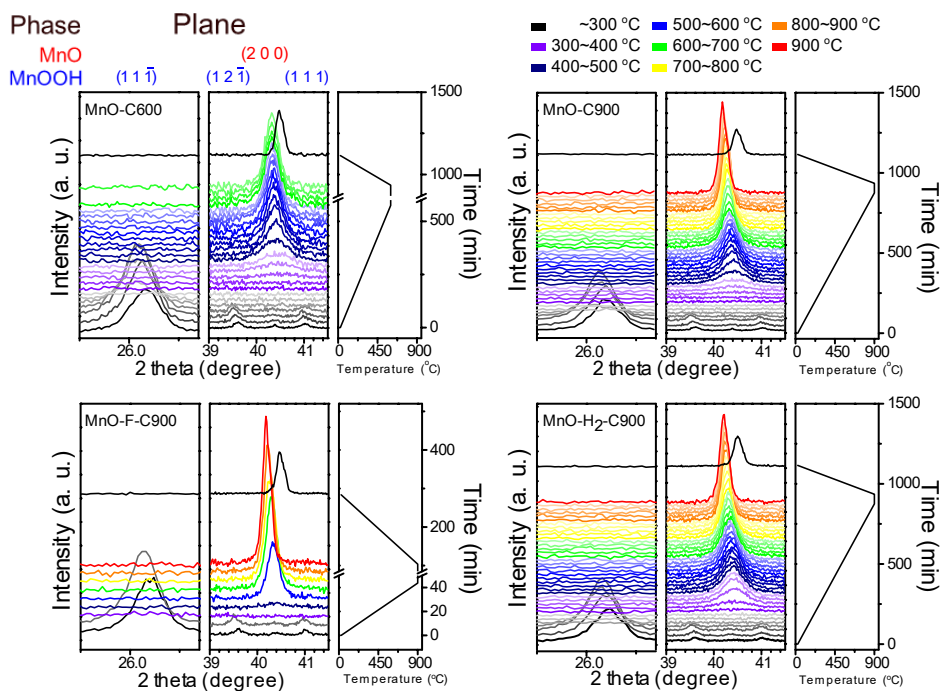 Phase Plane
MnO (2 0 0)
MnOOH (1 1 1̄) (1 2 1̄) (1 1 1)
~300 °C 500~600 °C 800~900 °C
300~400 °C 600~700 °C 900 °C
400~500 °C 700~800 °C
MnO-C600
Intensity (a. u.)
26.0
39 40 41
2 theta (degree)
0 450 900
Temperature (°C)
1500
1000
500
0
Time (min)
MnO-C900
Intensity (a. u.)
26.0
39 40 41
2 theta (degree)
0 450 900
Temperature (°C)
1500
1000
500
0
Time (min)
MnO-F-C900
Intensity (a. u.)
26.0
39 40 41
2 theta (degree)
0 450 900
Temperature (°C)
400
200
40
20
0
Time (min)
MnO-H₂-C900
Intensity (a. u.)
26.0
39 40 41
2 theta (degree)
0 450 900
Temperature (°C)
1500
1000
500
0
Time (min)